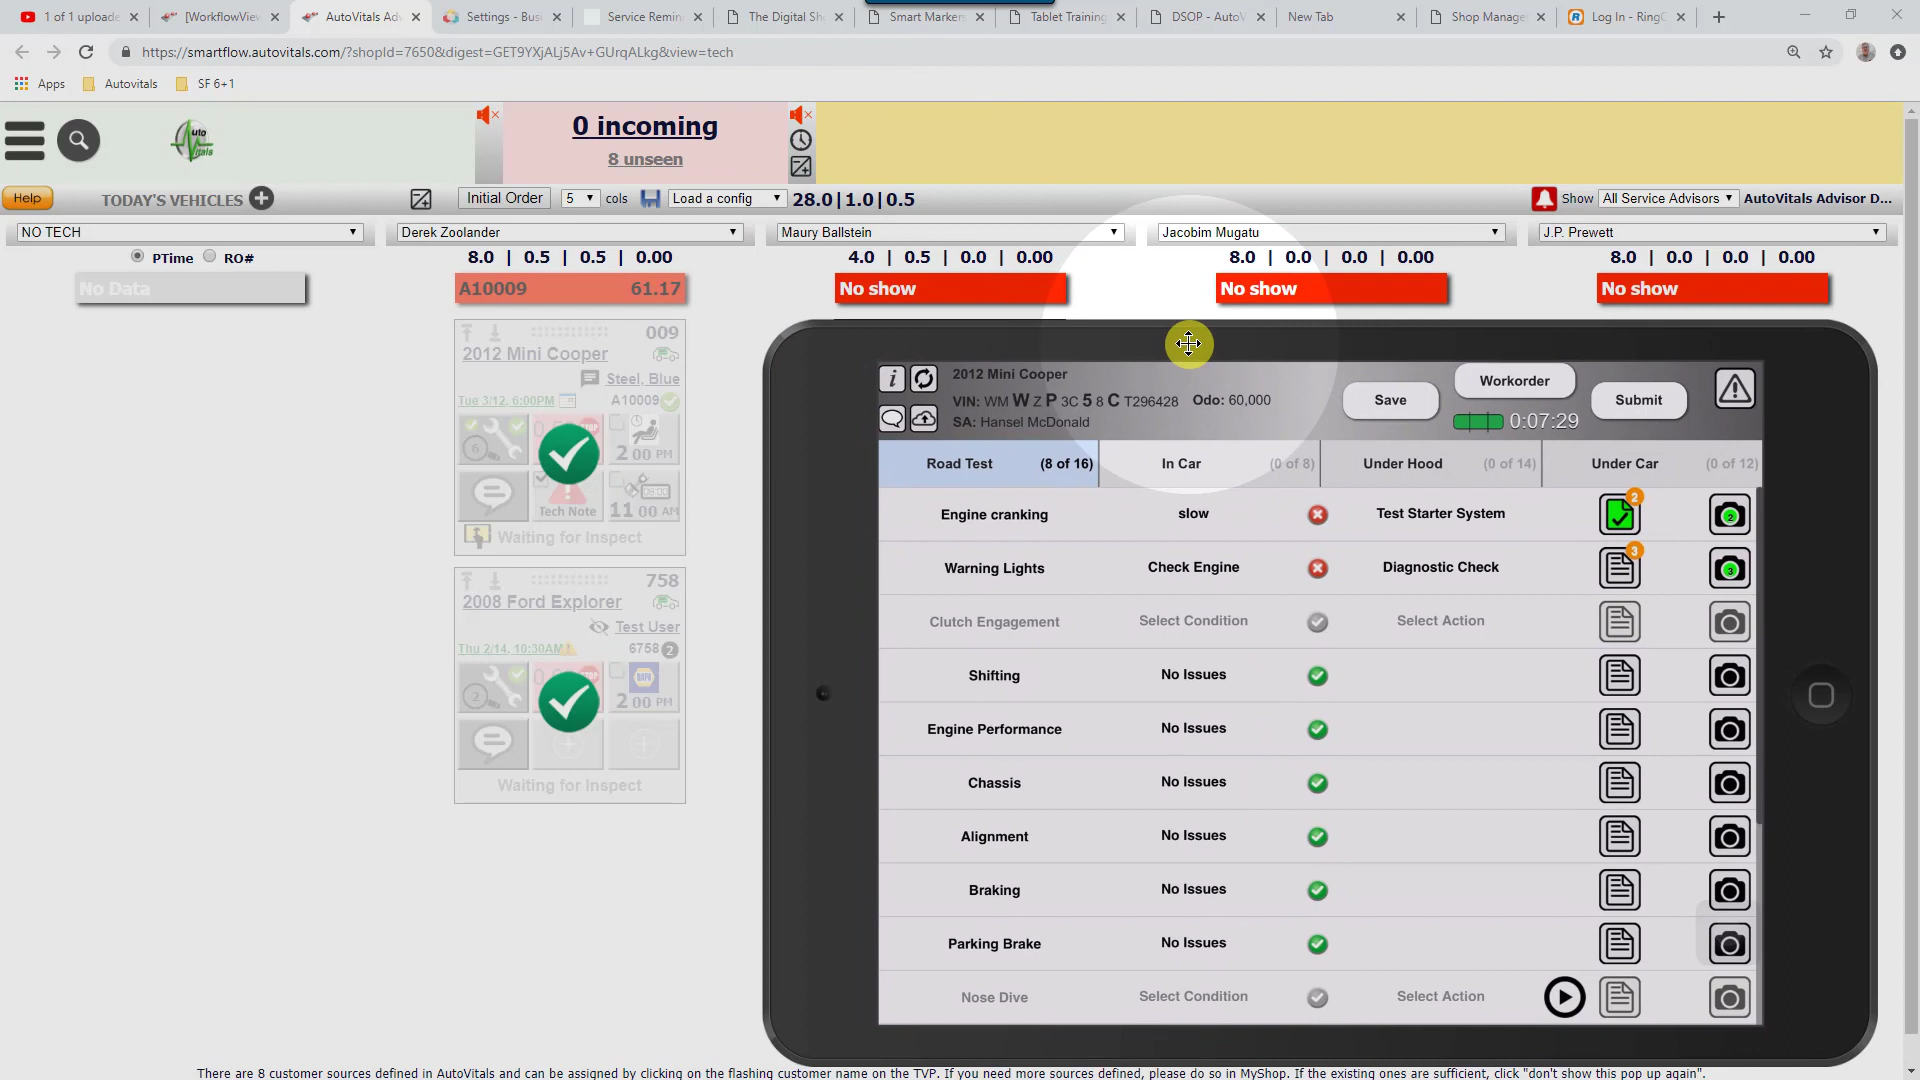 1 of 1 uploade
[WorkflowView
AutoVitals Adv
Settings - Busi
Service Remin
The Digital Sho
Smart Markers
Tablet Training
DSOP - AutoV
New Tab
Shop Manage
Log In - RingC
https://smartflow.autovitals.com/?shopId=7650&digest=GET9YXjALj5Av+GUrqALkg&view=tech
Apps
Autovitals
SF 6+1
Auto
Vitals
0 incoming
8 unseen
Help
TODAY'S VEHICLES
Initial Order
5
cols
Load a config
28.0|1.0|0.5
Show
All Service Advisors
AutoVitals Advisor D...
NO TECH
Derek Zoolander
Maury Ballstein
Jacobim Mugatu
J.P. Prewett
PTime
RO#
8.0 | 0.5 | 0.5 | 0.00
4.0 | 0.5 | 0.0 | 0.00
8.0 | 0.0 | 0.0 | 0.00
8.0 | 0.0 | 0.0 | 0.00
No Data
A10009 61.17
No show
No show
No show
009
2012 Mini Cooper
Steel, Blue
Tue 3/12, 6:00PM
A10009
6
2 00 PM
Tech Note
11 00 AM
Waiting for Inspect
758
2008 Ford Explorer
Test User
Thu 2/14, 10:30AM
6758 2
2
NAPA
2 00 PM
Waiting for Inspect
2012 Mini Cooper
VIN: WM W Z P 3C 5 8 C T296428 Odo: 60,000
SA: Hansel McDonald
Save
Workorder
0:07:29
Submit
Road Test (8 of 16)
In Car (0 of 8)
Under Hood (0 of 14)
Under Car (0 of 12)
Engine cranking slow Test Starter System 2 2
Warning Lights Check Engine Diagnostic Check 3 3
Clutch Engagement Select Condition Select Action
Shifting No Issues
Engine Performance No Issues
Chassis No Issues
Alignment No Issues
Braking No Issues
Parking Brake No Issues
Nose Dive Select Condition Select Action
There are 8 customer sources defined in AutoVitals and can be assigned by clicking on the flashing customer name on the TVP. If you need more sources defined, please do so in MyShop. If the existing ones are sufficient, click "don't show this pop up again".